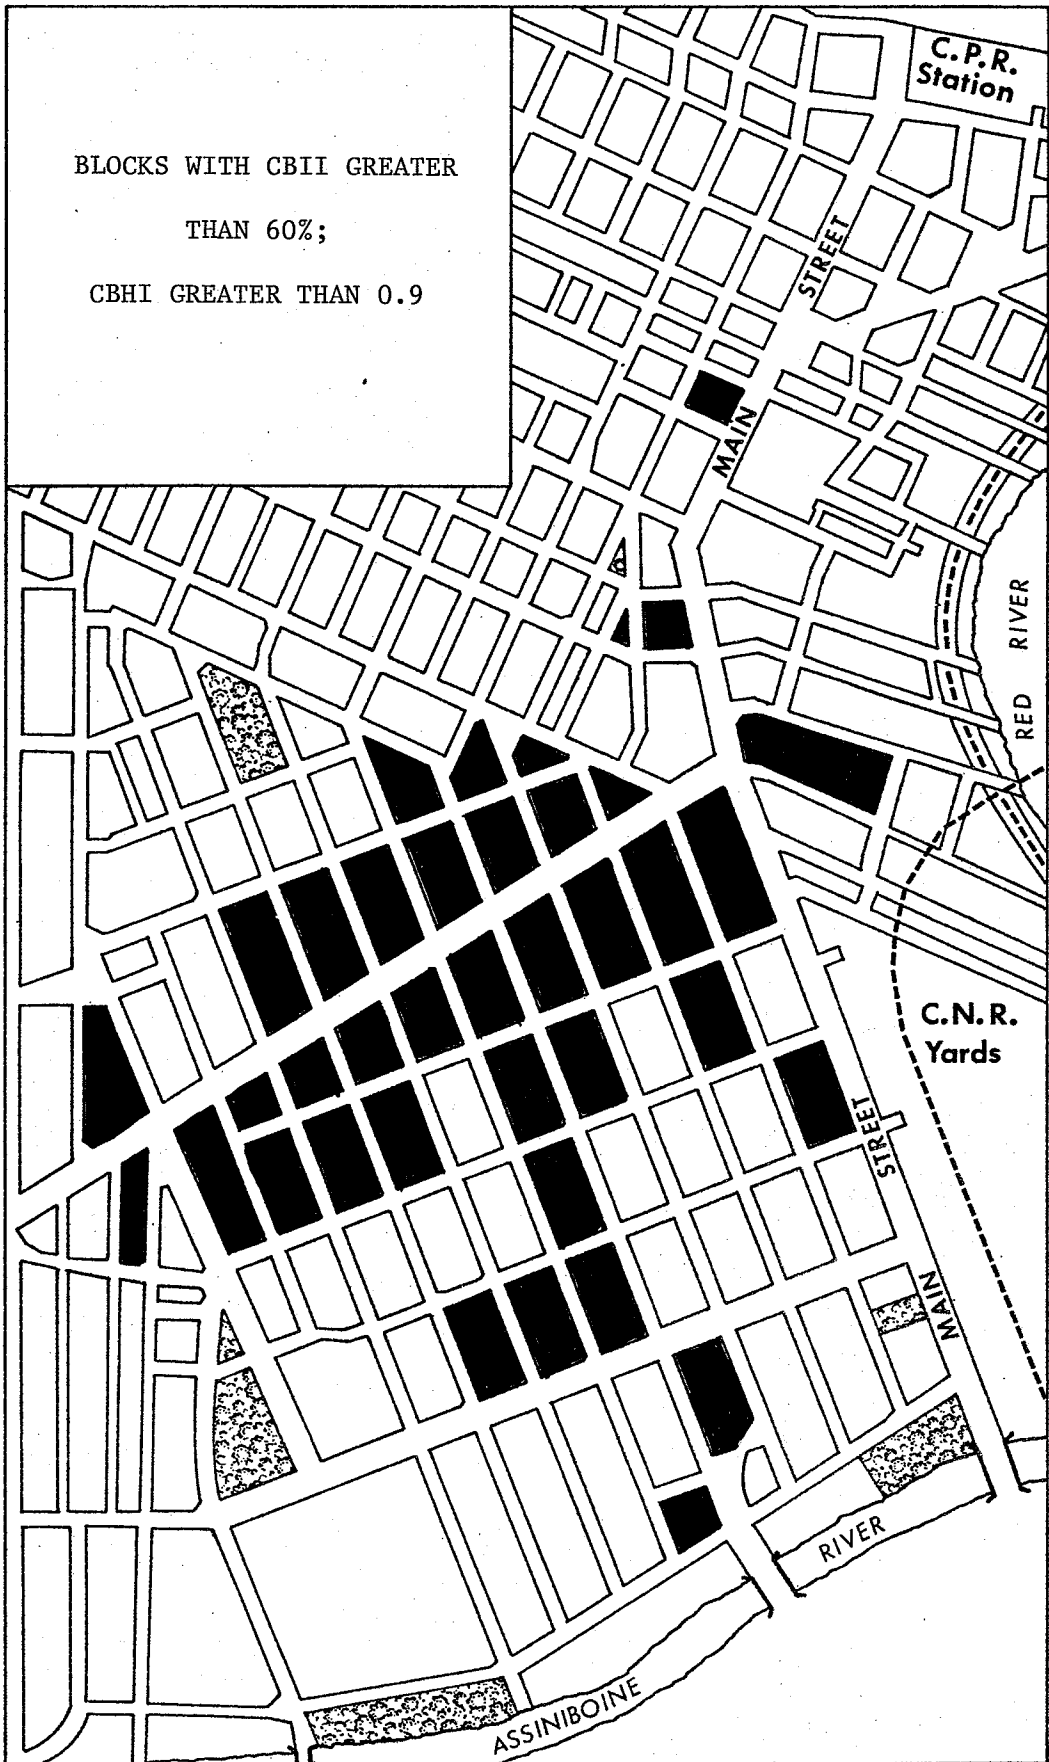 BLOCKS WITH CBII GREATER
THAN 60%;
CBHI GREATER THAN 0.9
C.P.R.
Station
STREET
MAIN
RED RIVER
C.N.R.
Yards
STREET
MAIN
RIVER
ASSINIBOINE